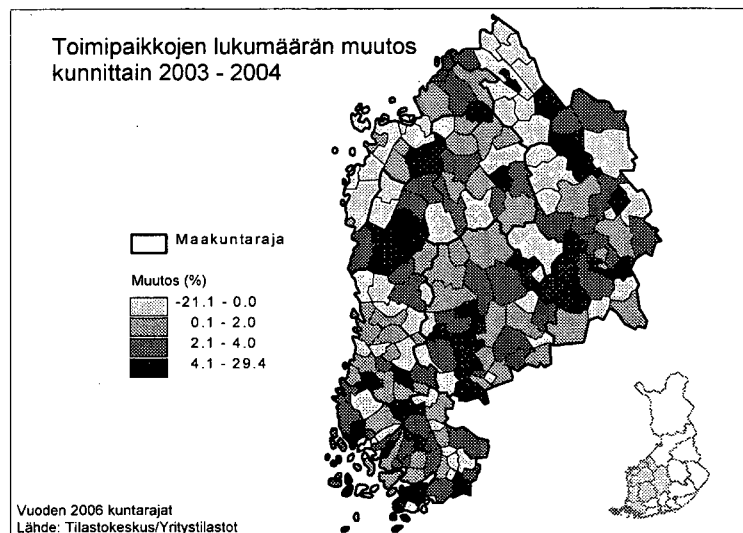 Toimipaikkojen lukumäärän muutos
kunnittain 2003 - 2004
Maakuntaraja
Muutos (%)
-21.1 - 0.0
0.1 - 2.0
2.1 - 4.0
4.1 - 29.4
Vuoden 2006 kuntarajat
Lähde: Tilastokeskus/Yritystilastot